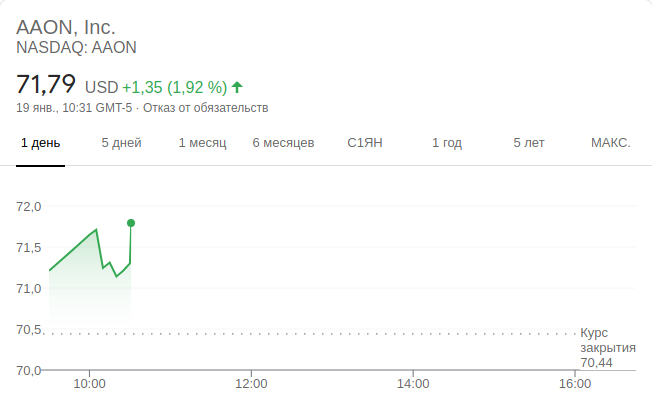 AAON, Inc.
NASDAQ: AAON
71,79 USD +1,35 (1,92 %)
19 янв., 10:31 GMT-5 · Отказ от обязательств
1 день 5 дней 1 месяц 6 месяцев С1ЯН 1 год 5 лет МАКС.
72,0
71,5
71,0
70,5
Курс
закрытия
70,44
70,0
10:00 12:00 14:00 16:00